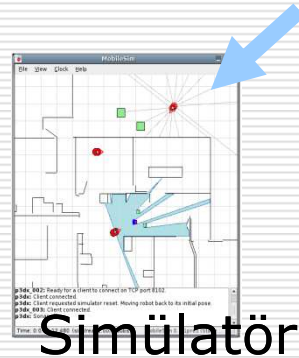 MobileSim
File View Clock Help
p3dx_002: Ready for a client to connect on TCP port 8102.
p3dx: Client connected.
p3dx: Client requested simulator reset. Moving robot back to its initial pose.
p3dx_003: Client connected.
Simülatör